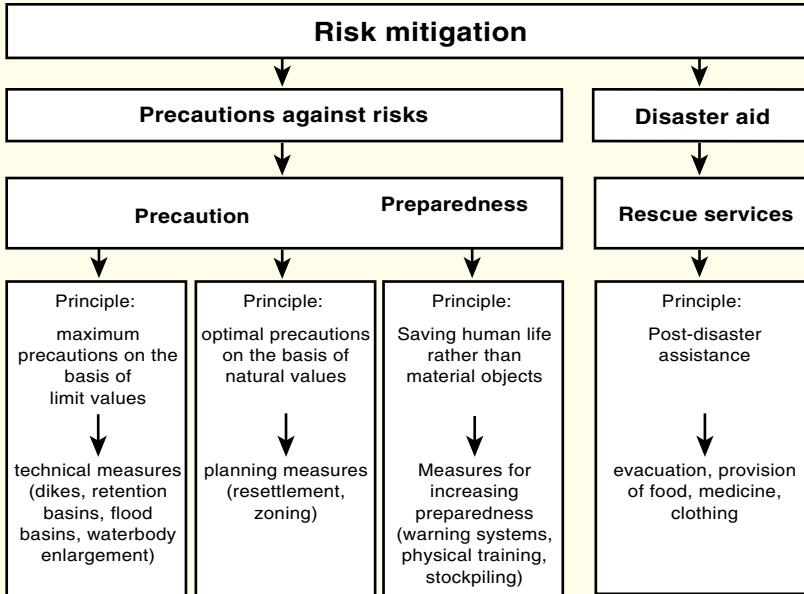 Risk mitigation
Precautions against risks
Disaster aid
Precaution
Preparedness
Rescue services
Principle:
maximum
precautions on the
basis of
limit values
technical measures
(dikes, retention
basins, flood
basins, waterbody
enlargement)
Principle:
optimal precautions
on the basis of
natural values
planning measures
(resettlement,
zoning)
Principle:
Saving human life
rather than
material objects
Measures for
increasing
preparedness
(warning systems,
physical training,
stockpiling)
Principle:
Post-disaster
assistance
evacuation, provision
of food, medicine,
clothing